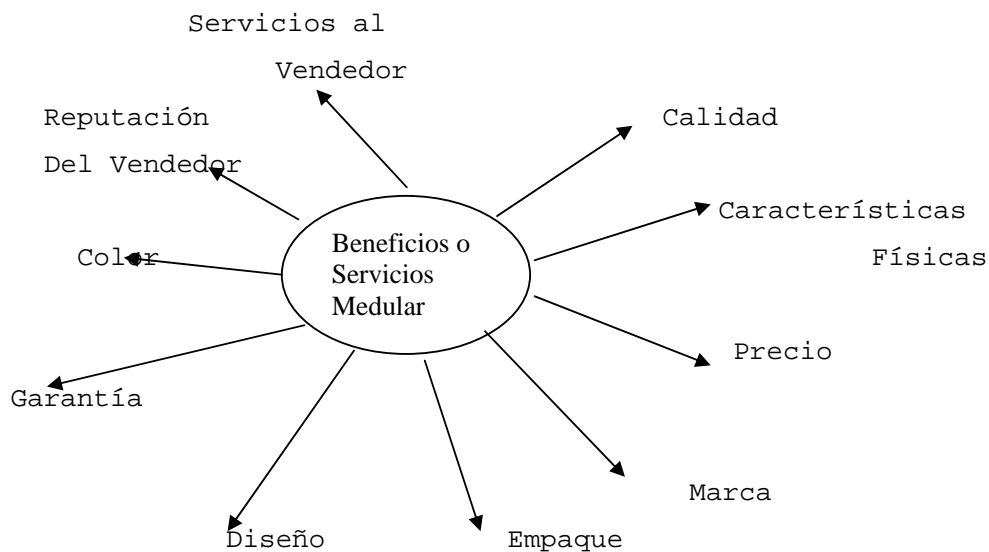 Servicios al
Vendedor
Reputación
Del Vendedor
Calidad
Características
Físicas
Color
Beneficios o
Servicios
Medular
Precio
Garantía
Marca
Diseño
Empaque